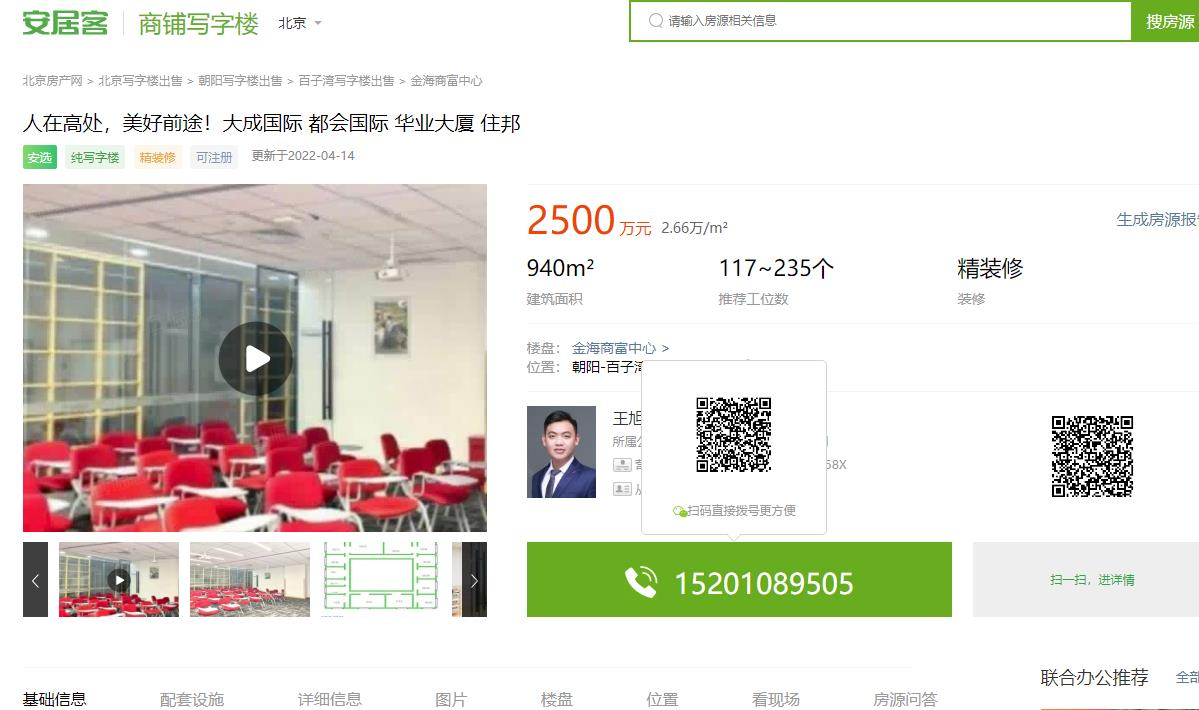 安居客 商铺写字楼 北京
请输入房源相关信息 搜房源
北京房产网 > 北京写字楼出售 > 朝阳写字楼出售 > 百子湾写字楼出售 > 金海商富中心
人在高处，美好前途！大成国际 都会国际 华业大厦 住邦
安选 纯写字楼 精装修 可注册 更新于2022-04-14
2500万元 2.66万/m² 生成房源报
940m² 117~235个 精装修
建筑面积 推荐工位数 装修
楼盘： 金海商富中心 >
位置： 朝阳-百子湾
王旭
所属公
58X
扫码直接拨号更方便
15201089505
扫一扫，进详情
联合办公推荐 全部
基础信息 配套设施 详细信息 图片 楼盘 位置 看现场 房源问答